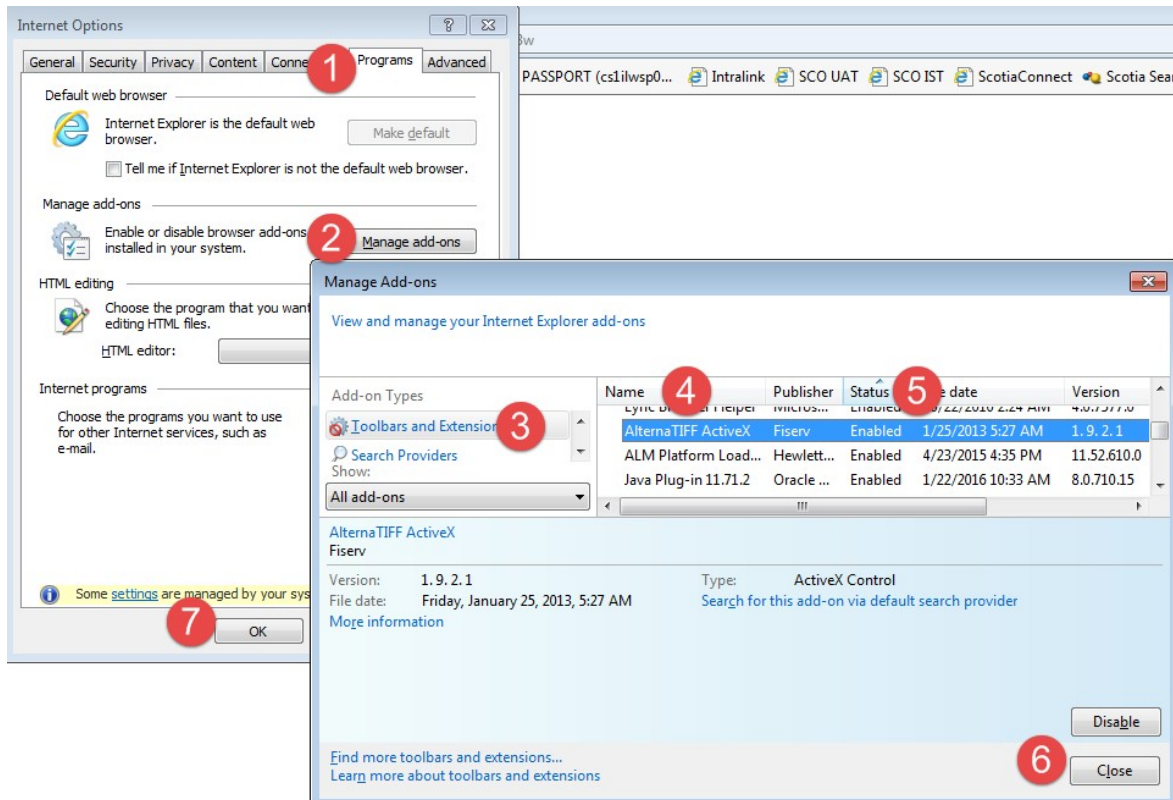 Internet Options
General Security Privacy Content Conne 1 Programs Advanced
Default web browser
Internet Explorer is the default web
browser.
Make default
Tell me if Internet Explorer is not the default web browser.
Manage add-ons
Enable or disable browser add-ons
installed in your system.
2
Manage add-ons
HTML editing
Choose the program that you want
editing HTML files.
HTML editor:
Internet programs
Choose the programs you want to use
for other Internet services, such as
e-mail.
Some settings are managed by your sys
7
OK
3w
PASSPORT (cs1ilwsp0... Intralink SCO UAT SCO IST ScotiaConnect Scotia Sear
Manage Add-ons
View and manage your Internet Explorer add-ons
Add-on Types
Toolbars and Extension 3
Search Providers
Show:
All add-ons
Name 4 Publisher Status 5 e date Version
AlternaTIFF ActiveX Fiserv Enabled 1/25/2013 5:27 AM 1.9.2.1
ALM Platform Load... Hewlett... Enabled 4/23/2015 4:35 PM 11.52.610.0
Java Plug-in 11.71.2 Oracle ... Enabled 1/22/2016 10:33 AM 8.0.710.15
AlternaTIFF ActiveX
Fiserv
Version: 1.9.2.1
File date: Friday, January 25, 2013, 5:27 AM
More information
Type: ActiveX Control
Search for this add-on via default search provider
Disable
Find more toolbars and extensions...
Learn more about toolbars and extensions
6
Close